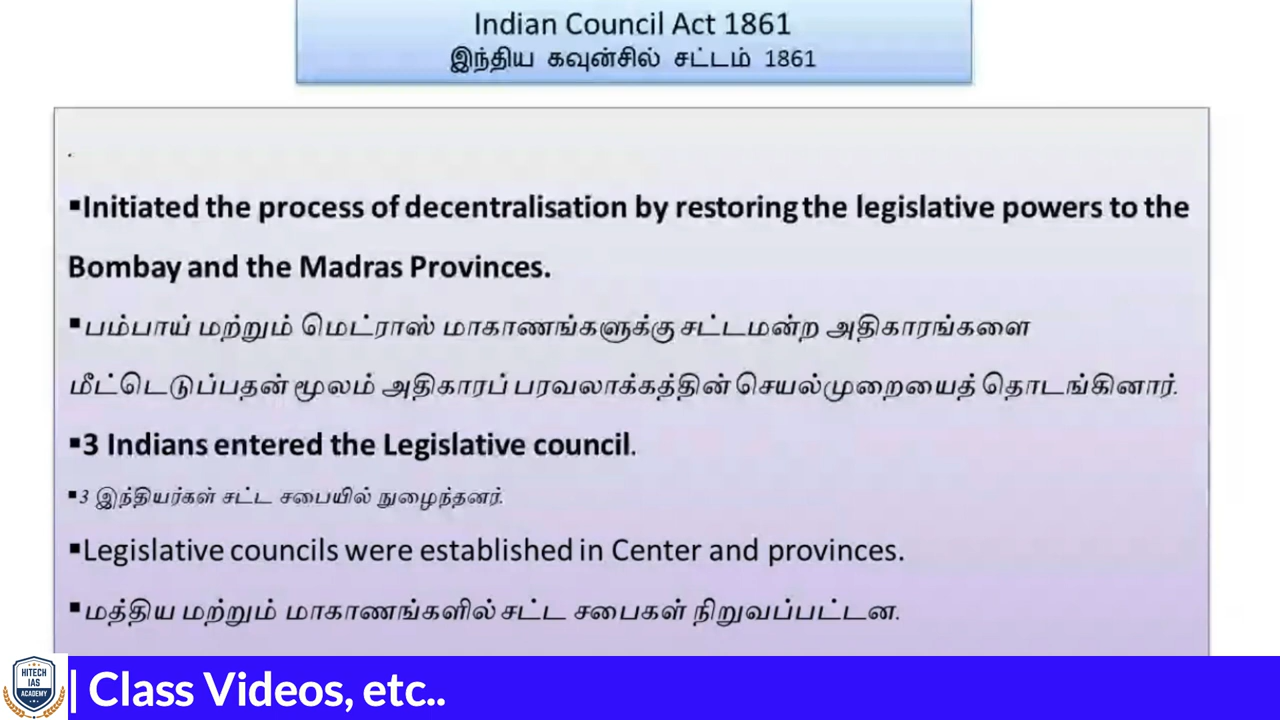 Indian Council Act 1861
இந்திய கவுன்சில் சட்டம் 1861
.
▪Initiated the process of decentralisation by restoring the legislative powers to the
Bombay and the Madras Provinces.
▪பம்பாய் மற்றும் மெட்ராஸ் மாகாணங்களுக்கு சட்டமன்ற அதிகாரங்களை
மீட்டெடுப்பதன் மூலம் அதிகாரப் பரவலாக்கத்தின் செயல்முறையைத் தொடங்கினார்.
▪3 Indians entered the Legislative council.
▪3 இந்தியர்கள் சட்ட சபையில் நுழைந்தனர்.
▪Legislative councils were established in Center and provinces.
▪மத்திய மற்றும் மாகாணங்களில் சட்ட சபைகள் நிறுவப்பட்டன.
HITECH
IAS
ACADEMY
| Class Videos, etc..